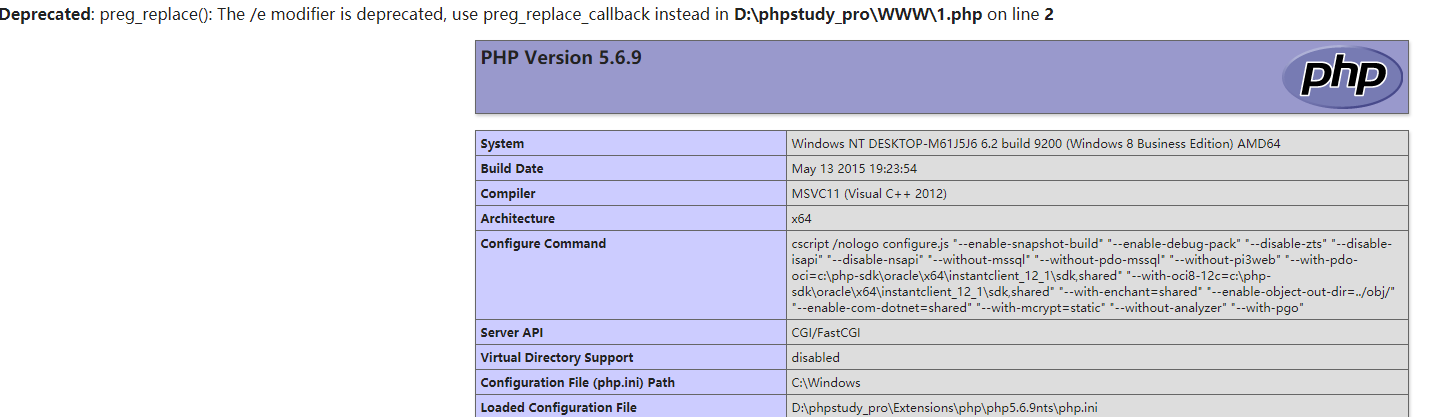 Deprecated: preg_replace(): The /e modifier is deprecated, use preg_replace_callback instead in D:\phpstudy_pro\WWW\1.php on line 2
PHP Version 5.6.9
php
System Windows NT DESKTOP-M61J5J6 6.2 build 9200 (Windows 8 Business Edition) AMD64
Build Date May 13 2015 19:23:54
Compiler MSVC11 (Visual C++ 2012)
Architecture x64
Configure Command cscript /nologo configure.js "--enable-snapshot-build" "--enable-debug-pack" "--disable-zts" "--disable-
isapi" "--disable-nsapi" "--without-mssql" "--without-pdo-mssql" "--without-pi3web" "--with-pdo-
oci=c:\php-sdk\oracle\x64\instantclient_12_1\sdk,shared" "--with-oci8-12c=c:\php-
sdk\oracle\x64\instantclient_12_1\sdk,shared" "--with-enchant=shared" "--enable-object-out-dir=../obj/"
"--enable-com-dotnet=shared" "--with-mcrypt=static" "--without-analyzer" "--with-pgo"
Server API CGI/FastCGI
Virtual Directory Support disabled
Configuration File (php.ini) Path C:\Windows
Loaded Configuration File D:\phpstudy_pro\Extensions\php\php5.6.9nts\php.ini